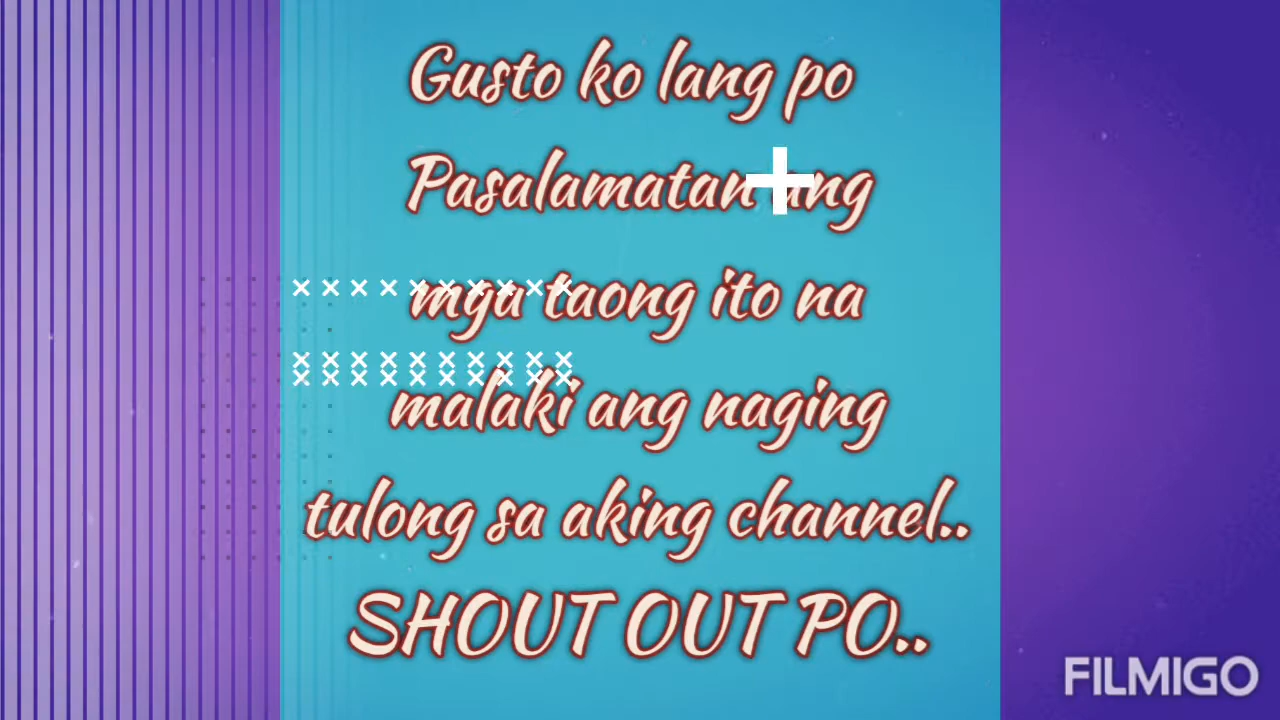 Gusto ko lang po
Pasalamatan ang
mga taong ito na
malaki ang naging
tulong sa aking channel..
SHOUT OUT PO..
FILMIGO